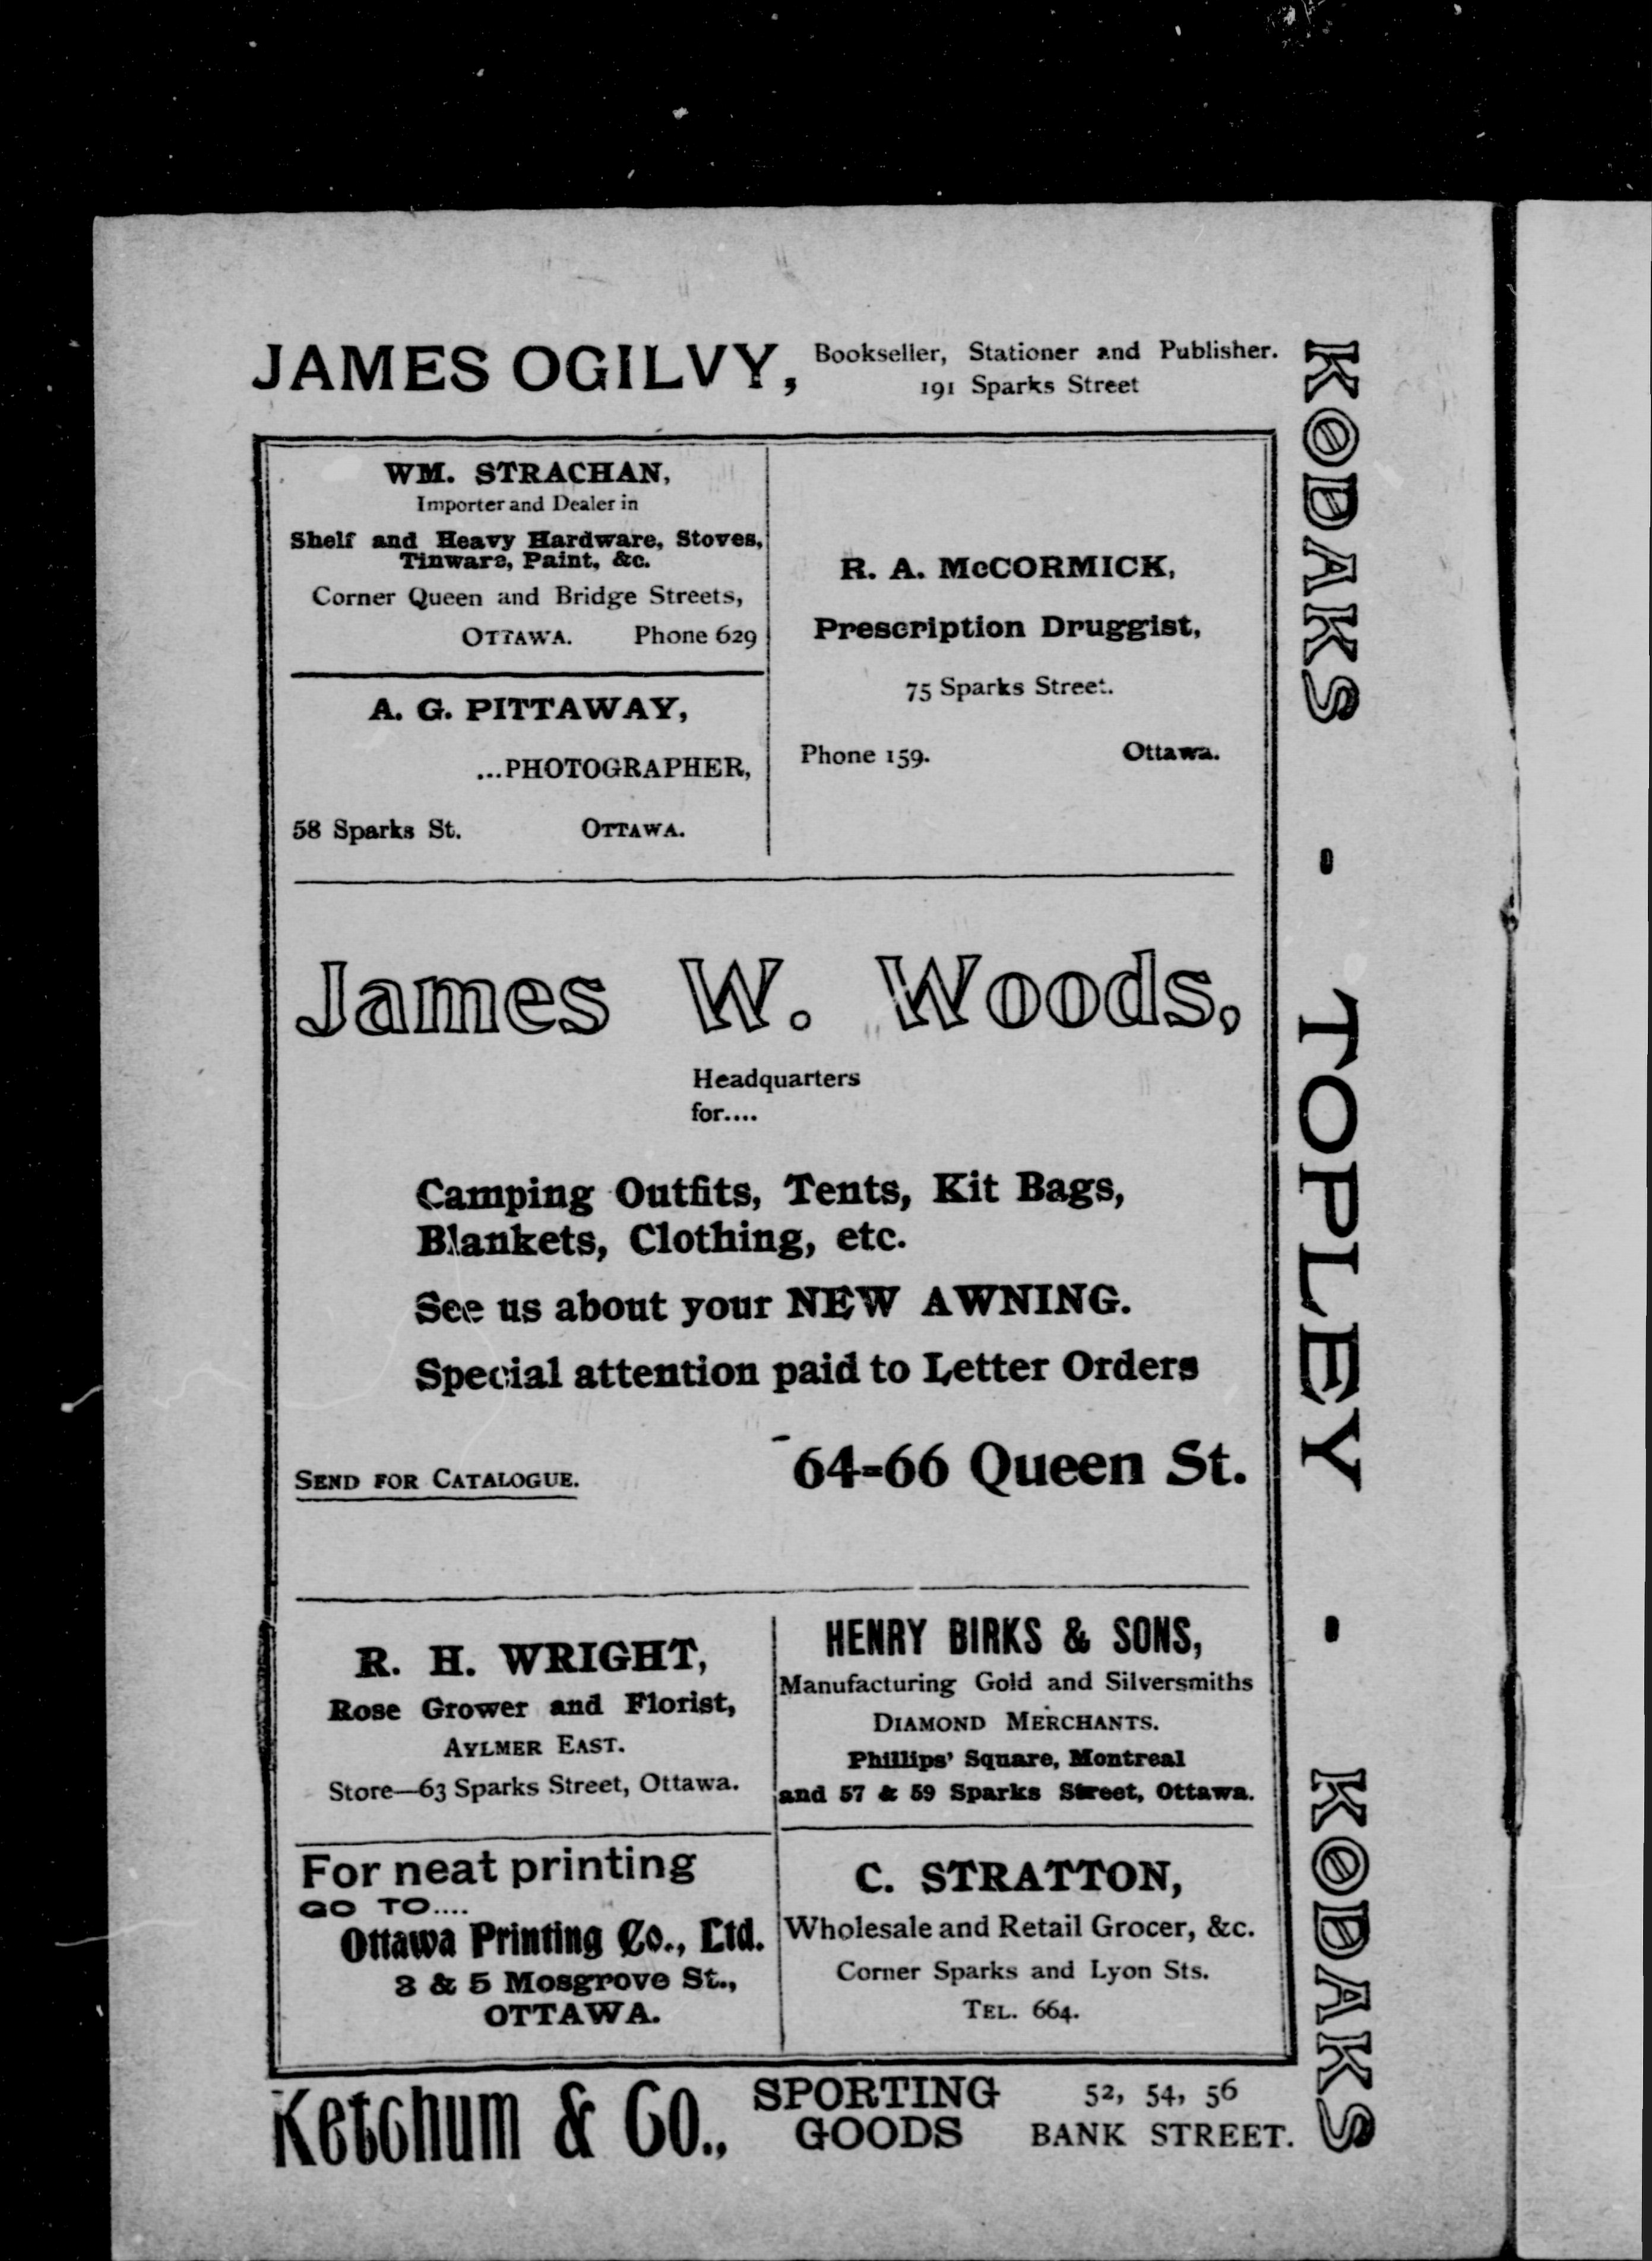 JAMES OGILVY, Bookseller, Stationer and Publisher.
191 Sparks Street
WM. STRACHAN,
Importer and Dealer in
Shelf and Heavy Hardware, Stoves,
Tinware, Paint, &c.
Corner Queen and Bridge Streets,
OTTAWA. Phone 629
A. G. PITTAWAY,
...PHOTOGRAPHER,
58 Sparks St. OTTAWA.
R. A. McCORMICK,
Prescription Druggist,
75 Sparks Street.
Phone 159. Ottawa.
James W. Woods,
Headquarters
for....
Camping Outfits, Tents, Kit Bags,
Blankets, Clothing, etc.
See us about your NEW AWNING.
Special attention paid to Letter Orders
SEND FOR CATALOGUE. 64-66 Queen St.
R. H. WRIGHT,
Rose Grower and Florist,
AYLMER EAST.
Store—63 Sparks Street, Ottawa.
HENRY BIRKS & SONS,
Manufacturing Gold and Silversmiths
DIAMOND MERCHANTS.
Phillips' Square, Montreal
and 57 & 59 Sparks Street, Ottawa.
For neat printing
GO TO....
Ottawa Printing Co., Ltd.
3 & 5 Mosgrove St.,
OTTAWA.
C. STRATTON,
Wholesale and Retail Grocer, &c.
Corner Sparks and Lyon Sts.
TEL. 664.
Ketchum & Co., SPORTING GOODS 52, 54, 56 BANK STREET.
KODAKS - TOPLEY - KODAKS